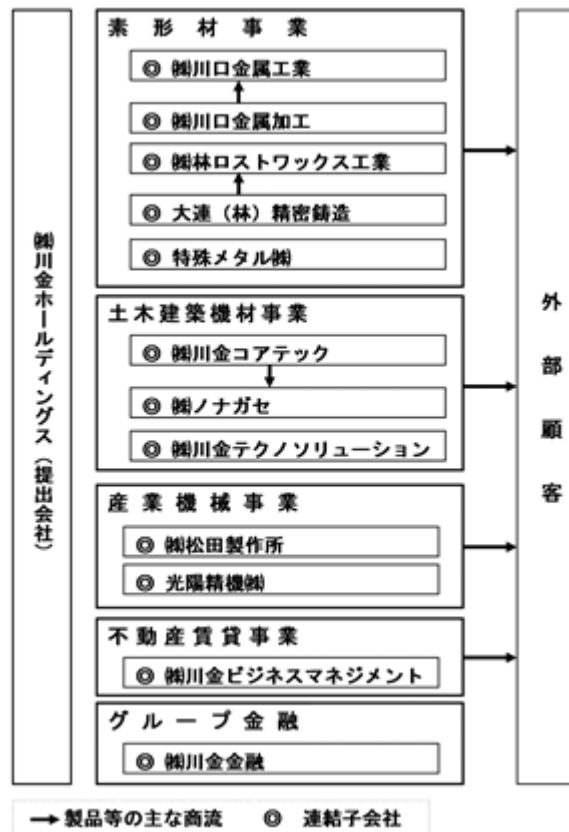 ㈱川金ホールディングス（提出会社）
素形材事業
◎ ㈱川口金属工業
◎ ㈱川口金属加工
◎ ㈱林ロストワックス工業
◎ 大連（林）精密鋳造
◎ 特殊メタル㈱
土木建築機材事業
◎ ㈱川金コアテック
◎ ㈱ノナガセ
◎ ㈱川金テクノソリューション
産業機械事業
◎ ㈱松田製作所
◎ 光陽精機㈱
不動産賃貸事業
◎ ㈱川金ビジネスマネジメント
グループ金融
◎ ㈱川金金融
外部顧客
→製品等の主な商流 ◎ 連結子会社